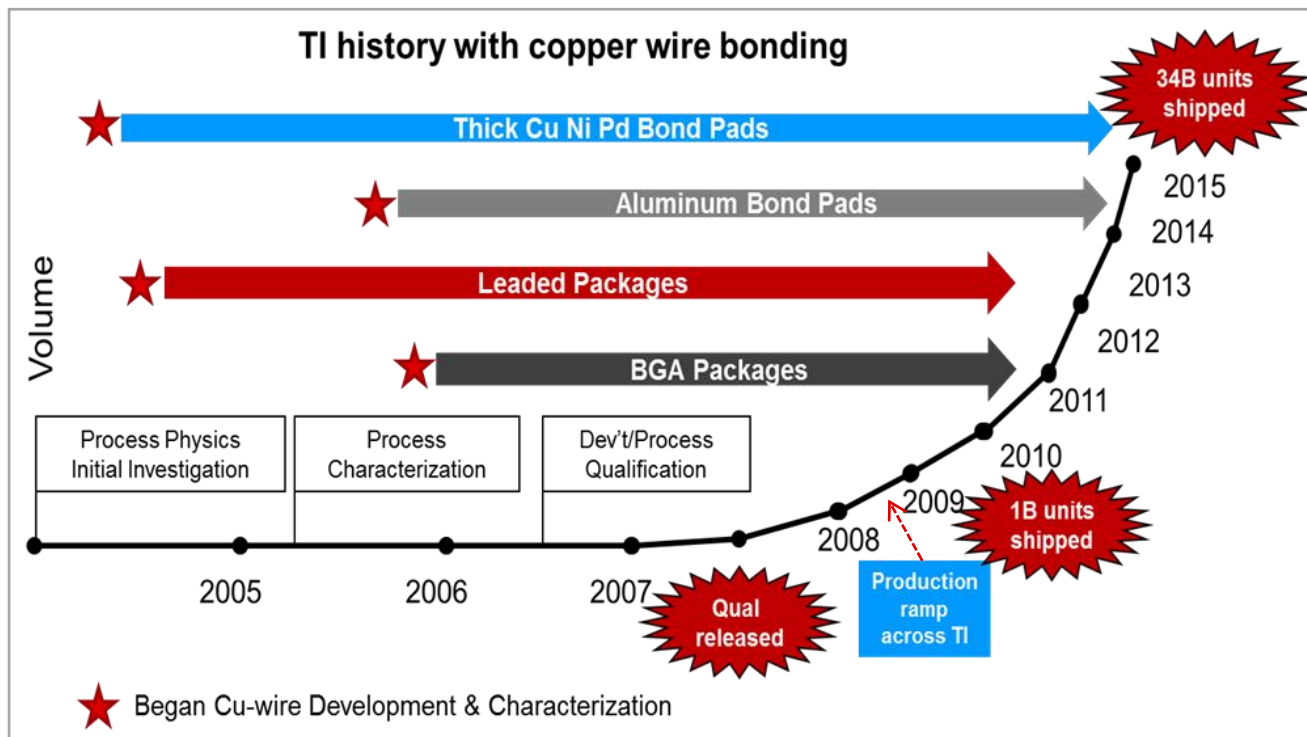 TI history with copper wire bonding
34B units
shipped
Thick Cu Ni Pd Bond Pads
Aluminum Bond Pads
Leaded Packages
BGA Packages
Volume
Process Physics
Initial Investigation
Process
Characterization
Dev't/Process
Qualification
2005
2006
2007
2008
2009
2010
2011
2012
2013
2014
2015
Qual
released
Production
ramp
across TI
1B units
shipped
Began Cu-wire Development & Characterization